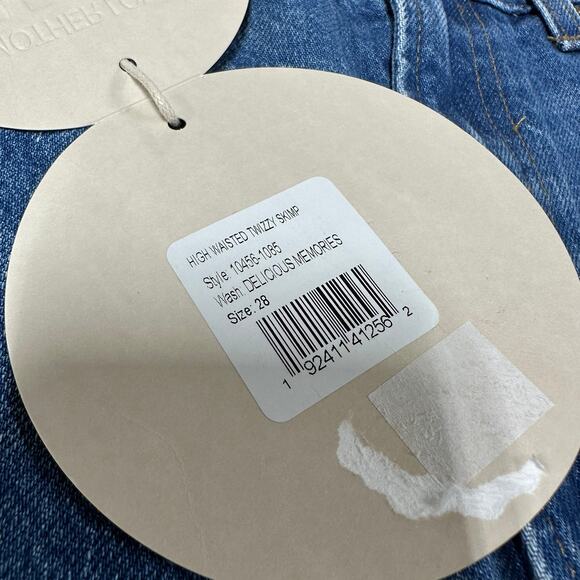 HIGH WAISTED TWIZZY SKIMP
Style: 10456-1085
Wash: DELICIOUS MEMORIES
Size: 28
1 92411 41256 2